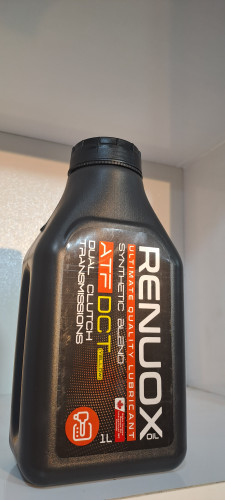 RENUOX
OIL
ULTIMATE QUALITY LUBRICANT
SYNTHETIC BLEND
ATF DCT
DUAL CLUTCH
TRANSMISSIONS
1L